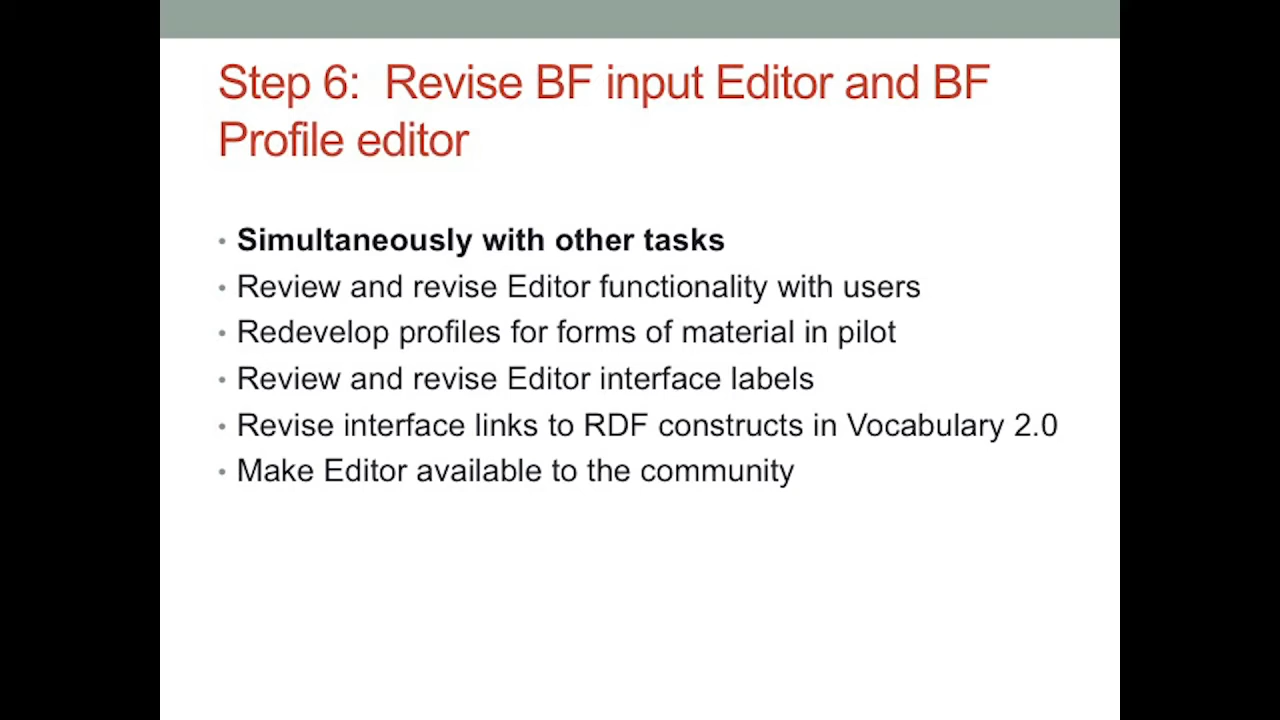 Step 6: Revise BF input Editor and BF
Profile editor
• Simultaneously with other tasks
• Review and revise Editor functionality with users
• Redevelop profiles for forms of material in pilot
• Review and revise Editor interface labels
• Revise interface links to RDF constructs in Vocabulary 2.0
• Make Editor available to the community